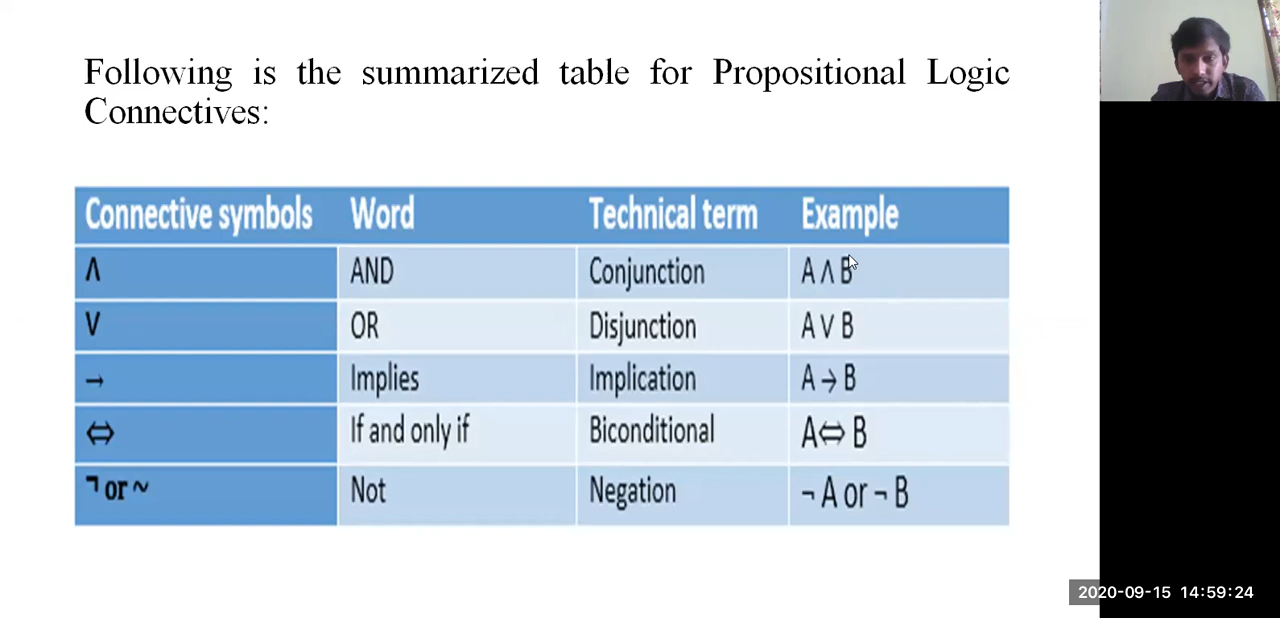 Following is the summarized table for Propositional Logic
Connectives:
Connective symbols Word Technical term Example
Λ AND Conjunction A Λ B
V OR Disjunction A V B
→ Implies Implication A → B
⇔ If and only if Biconditional A⇔ B
¬ or ~ Not Negation ¬ A or ¬ B
2020-09-15 14:59:24